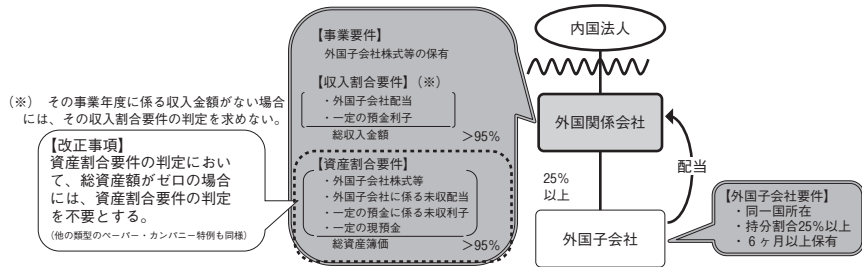 内国法人
【事業要件】
外国子会社株式等の保有
【収入割合要件】（※）
・外国子会社配当
・一定の預金利子
総収入金額
>95%
（※） その事業年度に係る収入金額がない場合
には、その収入割合要件の判定を求めない。
【改正事項】
資産割合要件の判定におい
て、総資産額がゼロの場合
には、資産割合要件の判定
を不要とする。
（他の類型のペーパー・カンパニー特例も同様）
【資産割合要件】
・外国子会社株式等
・外国子会社に係る未収配当
・一定の預金に係る未収利子
・一定の現預金
総資産簿価
>95%
外国関係会社
25%
以上
配当
外国子会社
【外国子会社要件】
・同一国所在
・持分割合25%以上
・６ヶ月以上保有